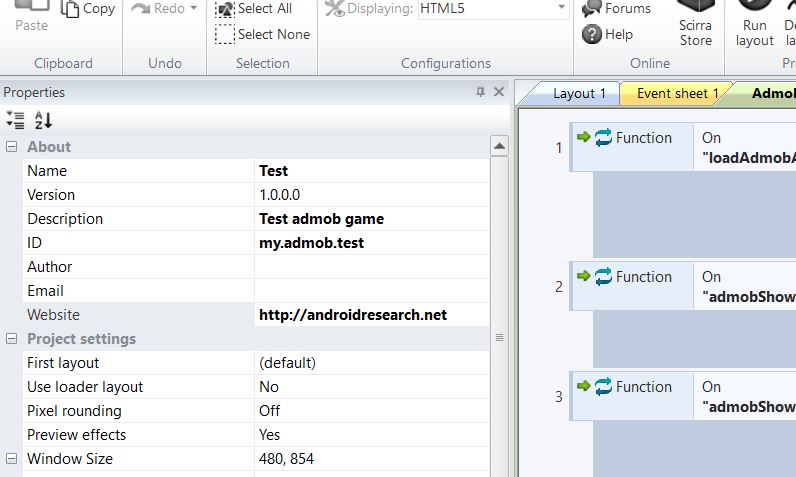 Paste
Copy
Redo
Select All
Select None
Displaying: HTML5
Forums
Help
Scirra
Store
Run
layout
Clipboard
Undo
Selection
Configurations
Online
Properties
About
Name Test
Version 1.0.0.0
Description Test admob game
ID my.admob.test
Author
Email
Website http://androidresearch.net
Project settings
First layout (default)
Use loader layout No
Pixel rounding Off
Preview effects Yes
Window Size 480, 854
Layout 1
Event sheet 1
Admob
1 Function On
"loadAdmobA
2 Function On
"admobShow
3 Function On
"admobShow